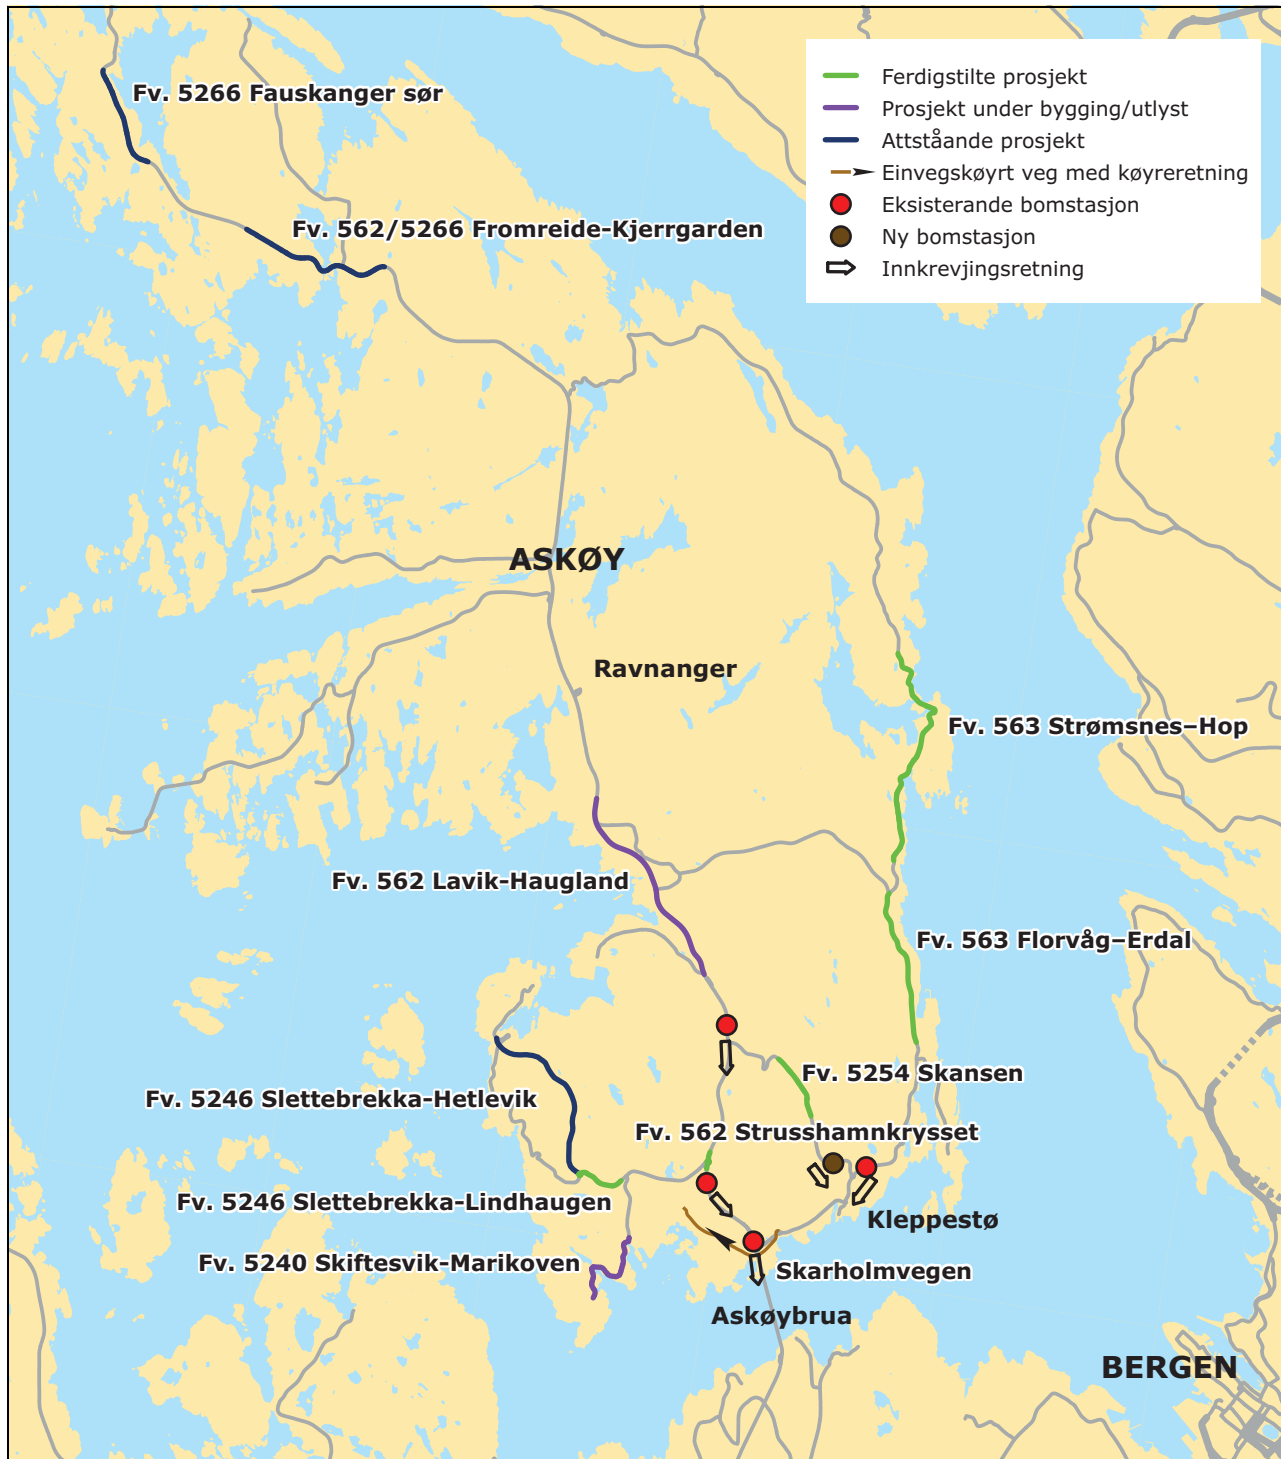 Fv. 5266 Fauskanger sør
Ferdigstilte prosjekt
Prosjekt under bygging/utlyst
Attståande prosjekt
Einvegskøyrt veg med køyreretning
Eksisterande bomstasjon
Ny bomstasjon
Innkrevjingsretning
Fv. 562/5266 Fromreide-Kjerrgarden
ASKØY
Ravnanger
Fv. 563 Strømsnes–Hop
Fv. 562 Lavik-Haugland
Fv. 563 Florvåg–Erdal
Fv. 5254 Skansen
Fv. 5246 Slettebrekka-Hetlevik
Fv. 562 Strusshamnkrysset
Fv. 5246 Slettebrekka-Lindhaugen
Kleppestø
Fv. 5240 Skiftesvik-Marikoven
Skarholmvegen
Askøybrua
BERGEN